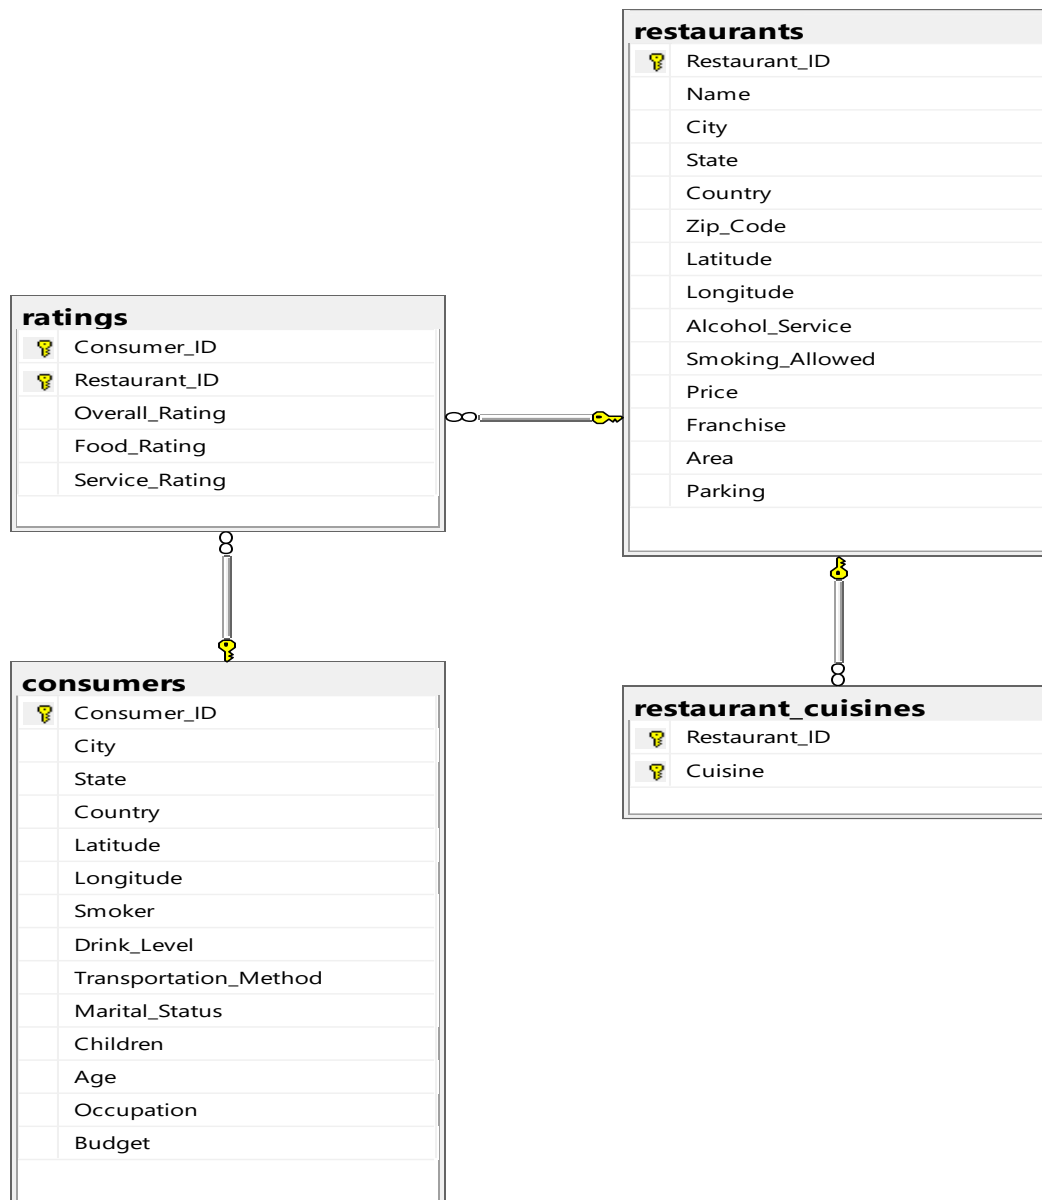 restaurants
Restaurant_ID
Name
City
State
Country
Zip_Code
Latitude
Longitude
Alcohol_Service
Smoking_Allowed
Price
Franchise
Area
Parking
ratings
Consumer_ID
Restaurant_ID
Overall_Rating
Food_Rating
Service_Rating
consumers
Consumer_ID
City
State
Country
Latitude
Longitude
Smoker
Drink_Level
Transportation_Method
Marital_Status
Children
Age
Occupation
Budget
restaurant_cuisines
Restaurant_ID
Cuisine